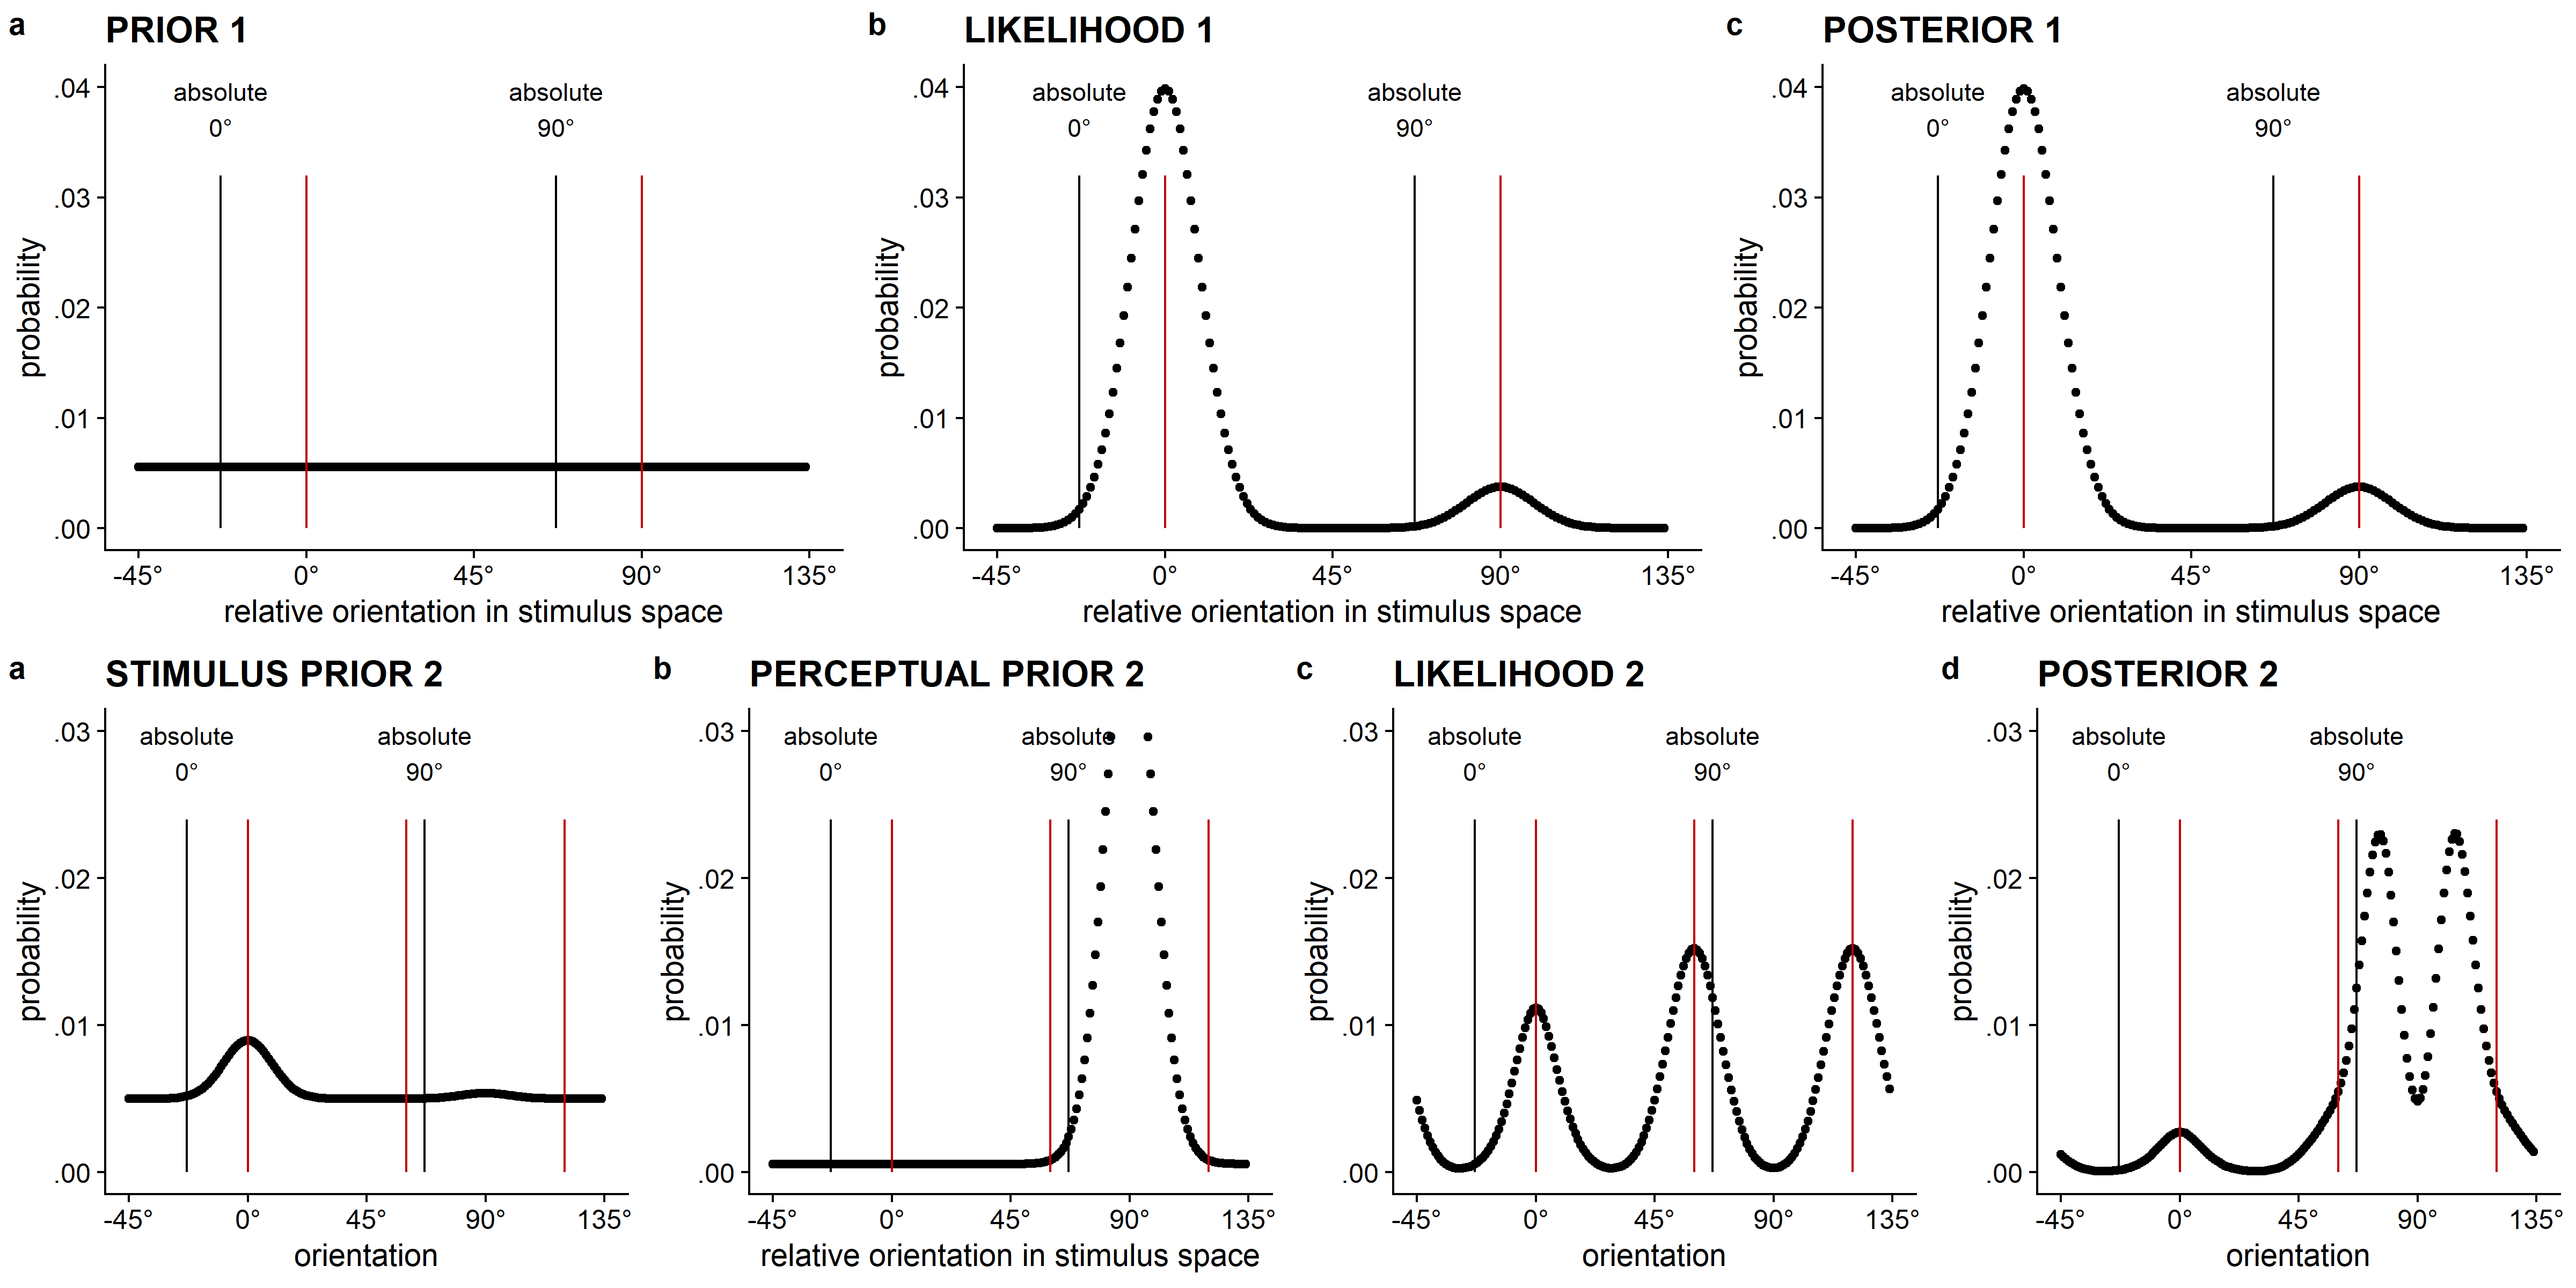 a PRIOR 1
.04
.03
.02
.01
.00
probability
absolute
0°
absolute
90°
-45° 0° 45° 90° 135°
relative orientation in stimulus space
b LIKELIHOOD 1
.04
.03
.02
.01
.00
probability
absolute
0°
absolute
90°
-45° 0° 45° 90° 135°
relative orientation in stimulus space
c POSTERIOR 1
.04
.03
.02
.01
.00
probability
absolute
0°
absolute
90°
-45° 0° 45° 90° 135°
relative orientation in stimulus space
a STIMULUS PRIOR 2
.03
.02
.01
.00
probability
absolute
0°
absolute
90°
-45° 0° 45° 90° 135°
orientation
b PERCEPTUAL PRIOR 2
.03
.02
.01
.00
probability
absolute
0°
absolute
90°
-45° 0° 45° 90° 135°
relative orientation in stimulus space
c LIKELIHOOD 2
.03
.02
.01
.00
probability
absolute
0°
absolute
90°
-45° 0° 45° 90° 135°
orientation
d POSTERIOR 2
.03
.02
.01
.00
probability
absolute
0°
absolute
90°
-45° 0° 45° 90° 135°
orientation